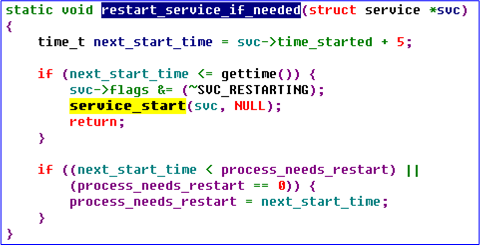 static void restart_service_if_needed(struct service *svc)
{
    time_t next_start_time = svc->time_started + 5;

    if (next_start_time <= gettime()) {
        svc->flags &= (~SVC_RESTARTING);
        service_start(svc, NULL);
        return;
    }

    if ((next_start_time < process_needs_restart) ||
        (process_needs_restart == 0)) {
        process_needs_restart = next_start_time;
    }
}